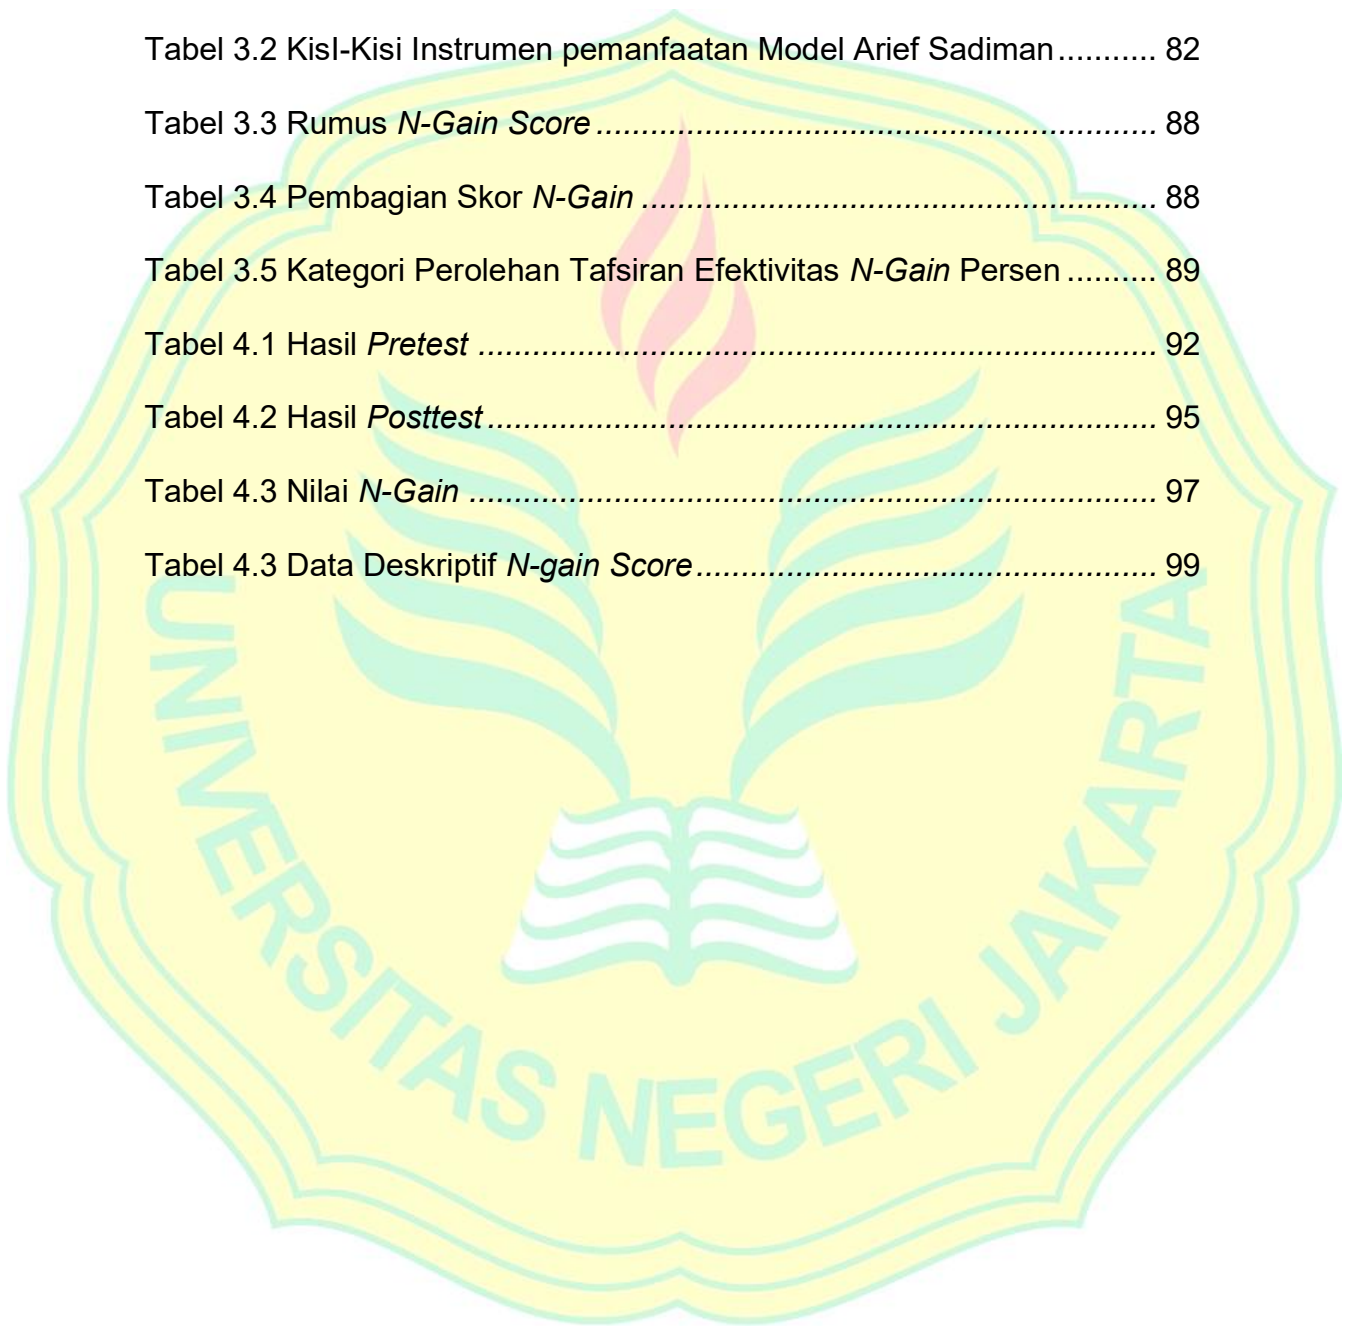 Tabel 3.2 KisI-Kisi Instrumen pemanfaatan Model Arief Sadiman........... 82
Tabel 3.3 Rumus N-Gain Score.............................................................. 88
Tabel 3.4 Pembagian Skor N-Gain ......................................................... 88
Tabel 3.5 Kategori Perolehan Tafsiran Efektivitas N-Gain Persen .......... 89
Tabel 4.1 Hasil Pretest ........................................................................... 92
Tabel 4.2 Hasil Posttest.......................................................................... 95
Tabel 4.3 Nilai N-Gain ............................................................................ 97
Tabel 4.3 Data Deskriptif N-gain Score................................................... 99
UNIVERSITAS NEGERI JAKARTA